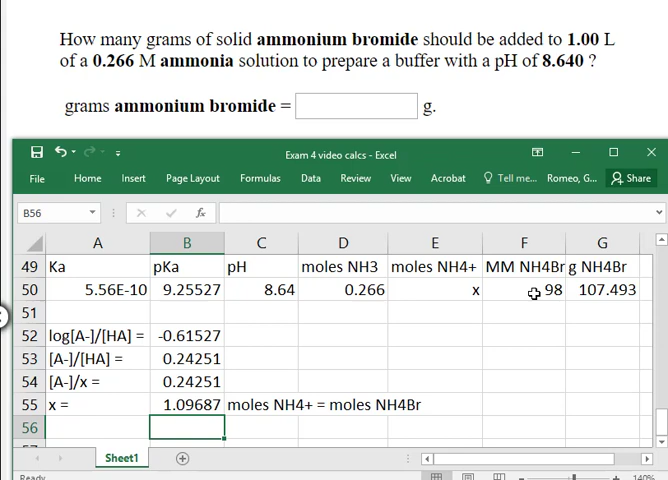 How many grams of solid ammonium bromide should be added to 1.00 L
of a 0.266 M ammonia solution to prepare a buffer with a pH of 8.640 ?
grams ammonium bromide = g.
Exam 4 video calcs - Excel
File Home Insert Page Layout Formulas Data Review View Acrobat Tell me... Romeo, G... Share
B56 fx
A B C D E F G
49 Ka pKa pH moles NH3 moles NH4+ MM NH4Br g NH4Br
50 5.56E-10 9.25527 8.64 0.266 x 98 107.493
51
52 log[A-]/[HA] = -0.61527
53 [A-]/[HA] = 0.24251
54 [A-]/x = 0.24251
55 x = 1.09687 moles NH4+ = moles NH4Br
56
Sheet1
Ready 140%